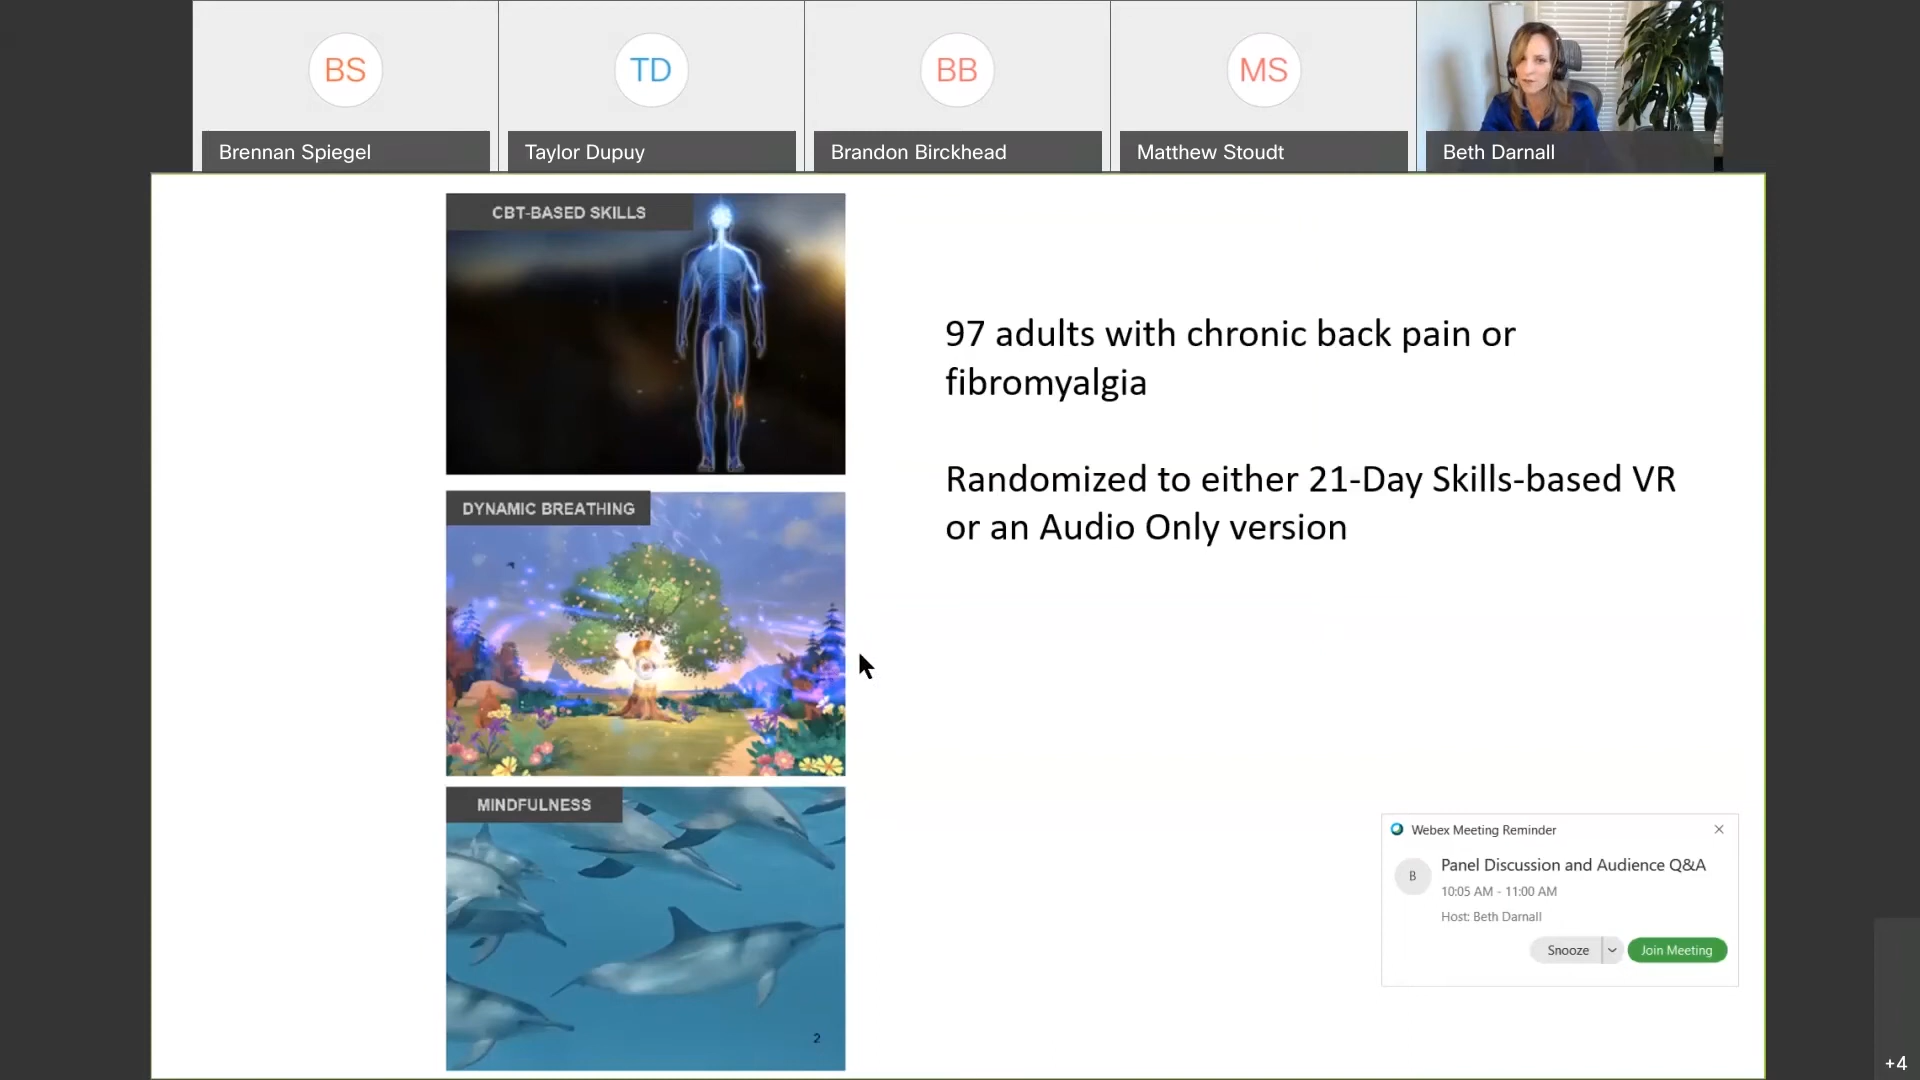 BS
TD
BB
MS
Brennan Spiegel
Taylor Dupuy
Brandon Birckhead
Matthew Stoudt
Beth Darnall
CBT-BASED SKILLS
97 adults with chronic back pain or
fibromyalgia
Randomized to either 21-Day Skills-based VR
or an Audio Only version
DYNAMIC BREATHING
MINDFULNESS
2
Webex Meeting Reminder
B
Panel Discussion and Audience Q&A
10:05 AM - 11:00 AM
Host: Beth Darnall
Snooze
Join Meeting
+4